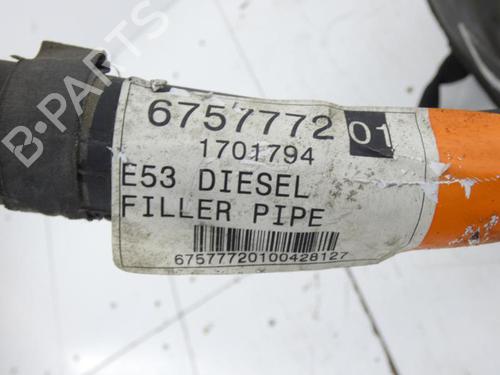 B-PARTS
6757772 01
1701794
E53 DIESEL
FILLER PIPE
67577720100428127